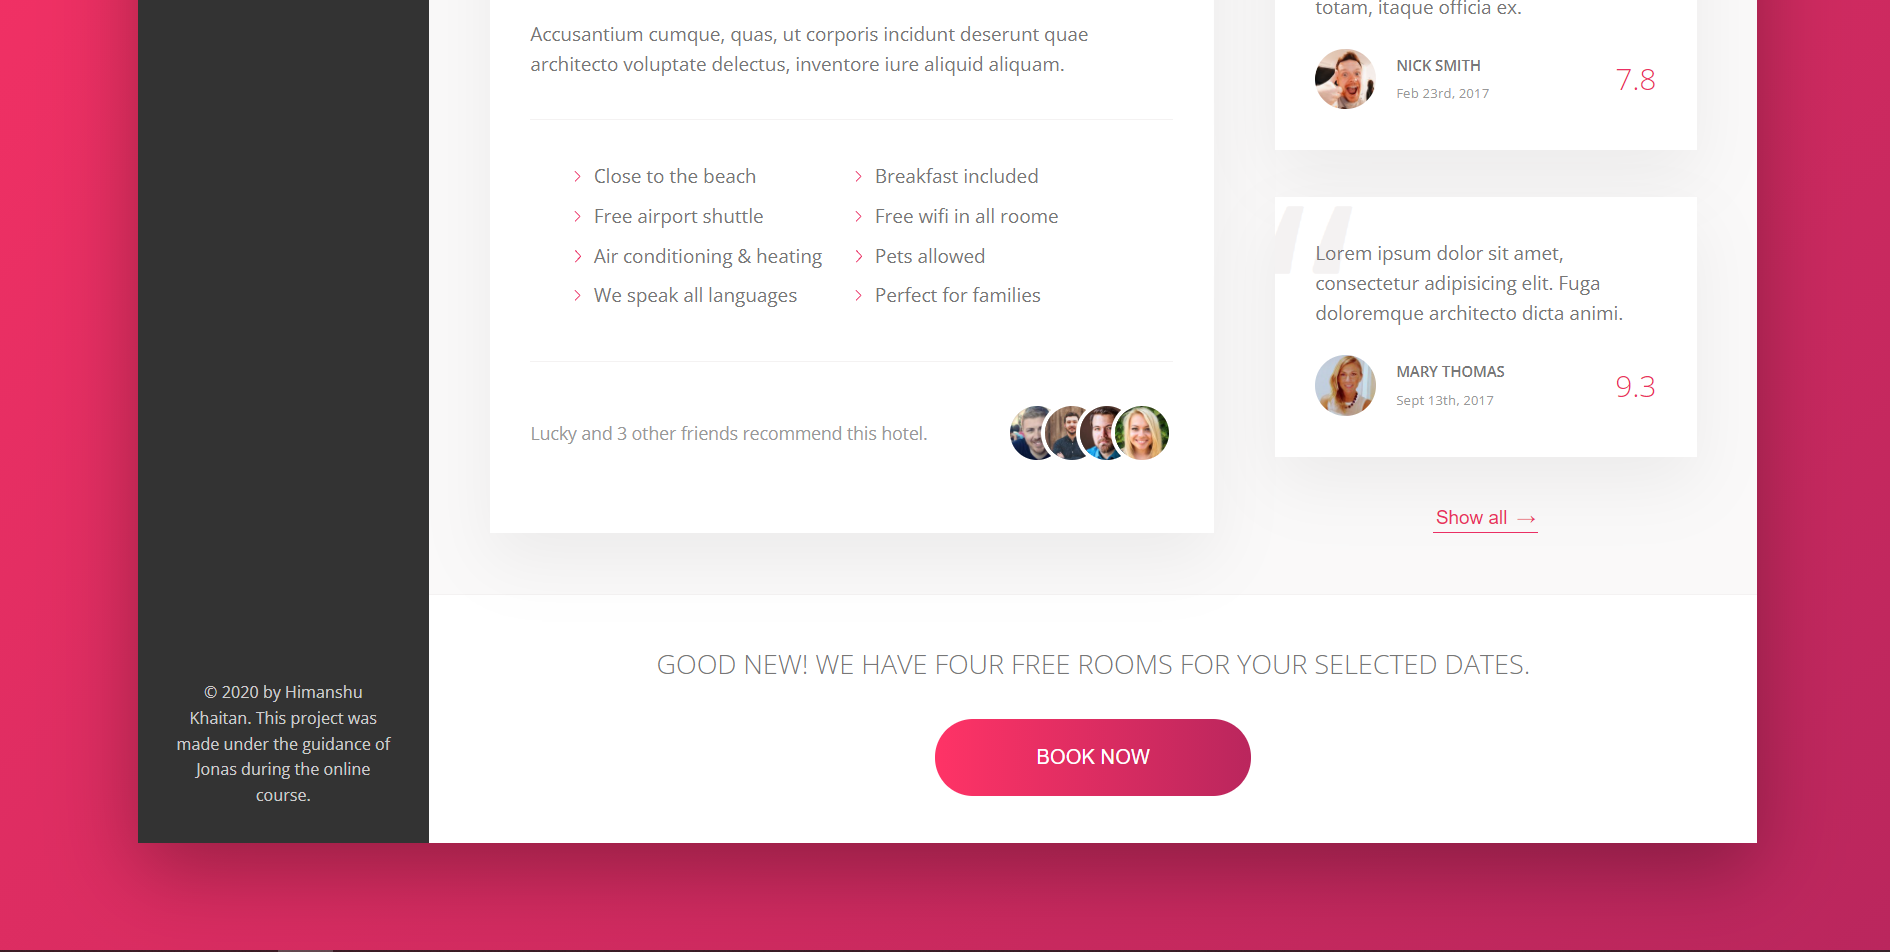 Accusantium cumque, quas, ut corporis incidunt deserunt quae
architecto voluptate delectus, inventore iure aliquid aliquam.
Close to the beach
Breakfast included
Free airport shuttle
Free wifi in all roome
Air conditioning & heating
Pets allowed
We speak all languages
Perfect for families
Lucky and 3 other friends recommend this hotel.
totam, itaque officia ex.
NICK SMITH
Feb 23rd, 2017
7.8
Lorem ipsum dolor sit amet,
consectetur adipisicing elit. Fuga
doloremque architecto dicta animi.
MARY THOMAS
Sept 13th, 2017
9.3
Show all →
GOOD NEW! WE HAVE FOUR FREE ROOMS FOR YOUR SELECTED DATES.
BOOK NOW
© 2020 by Himanshu
Khaitan. This project was
made under the guidance of
Jonas during the online
course.